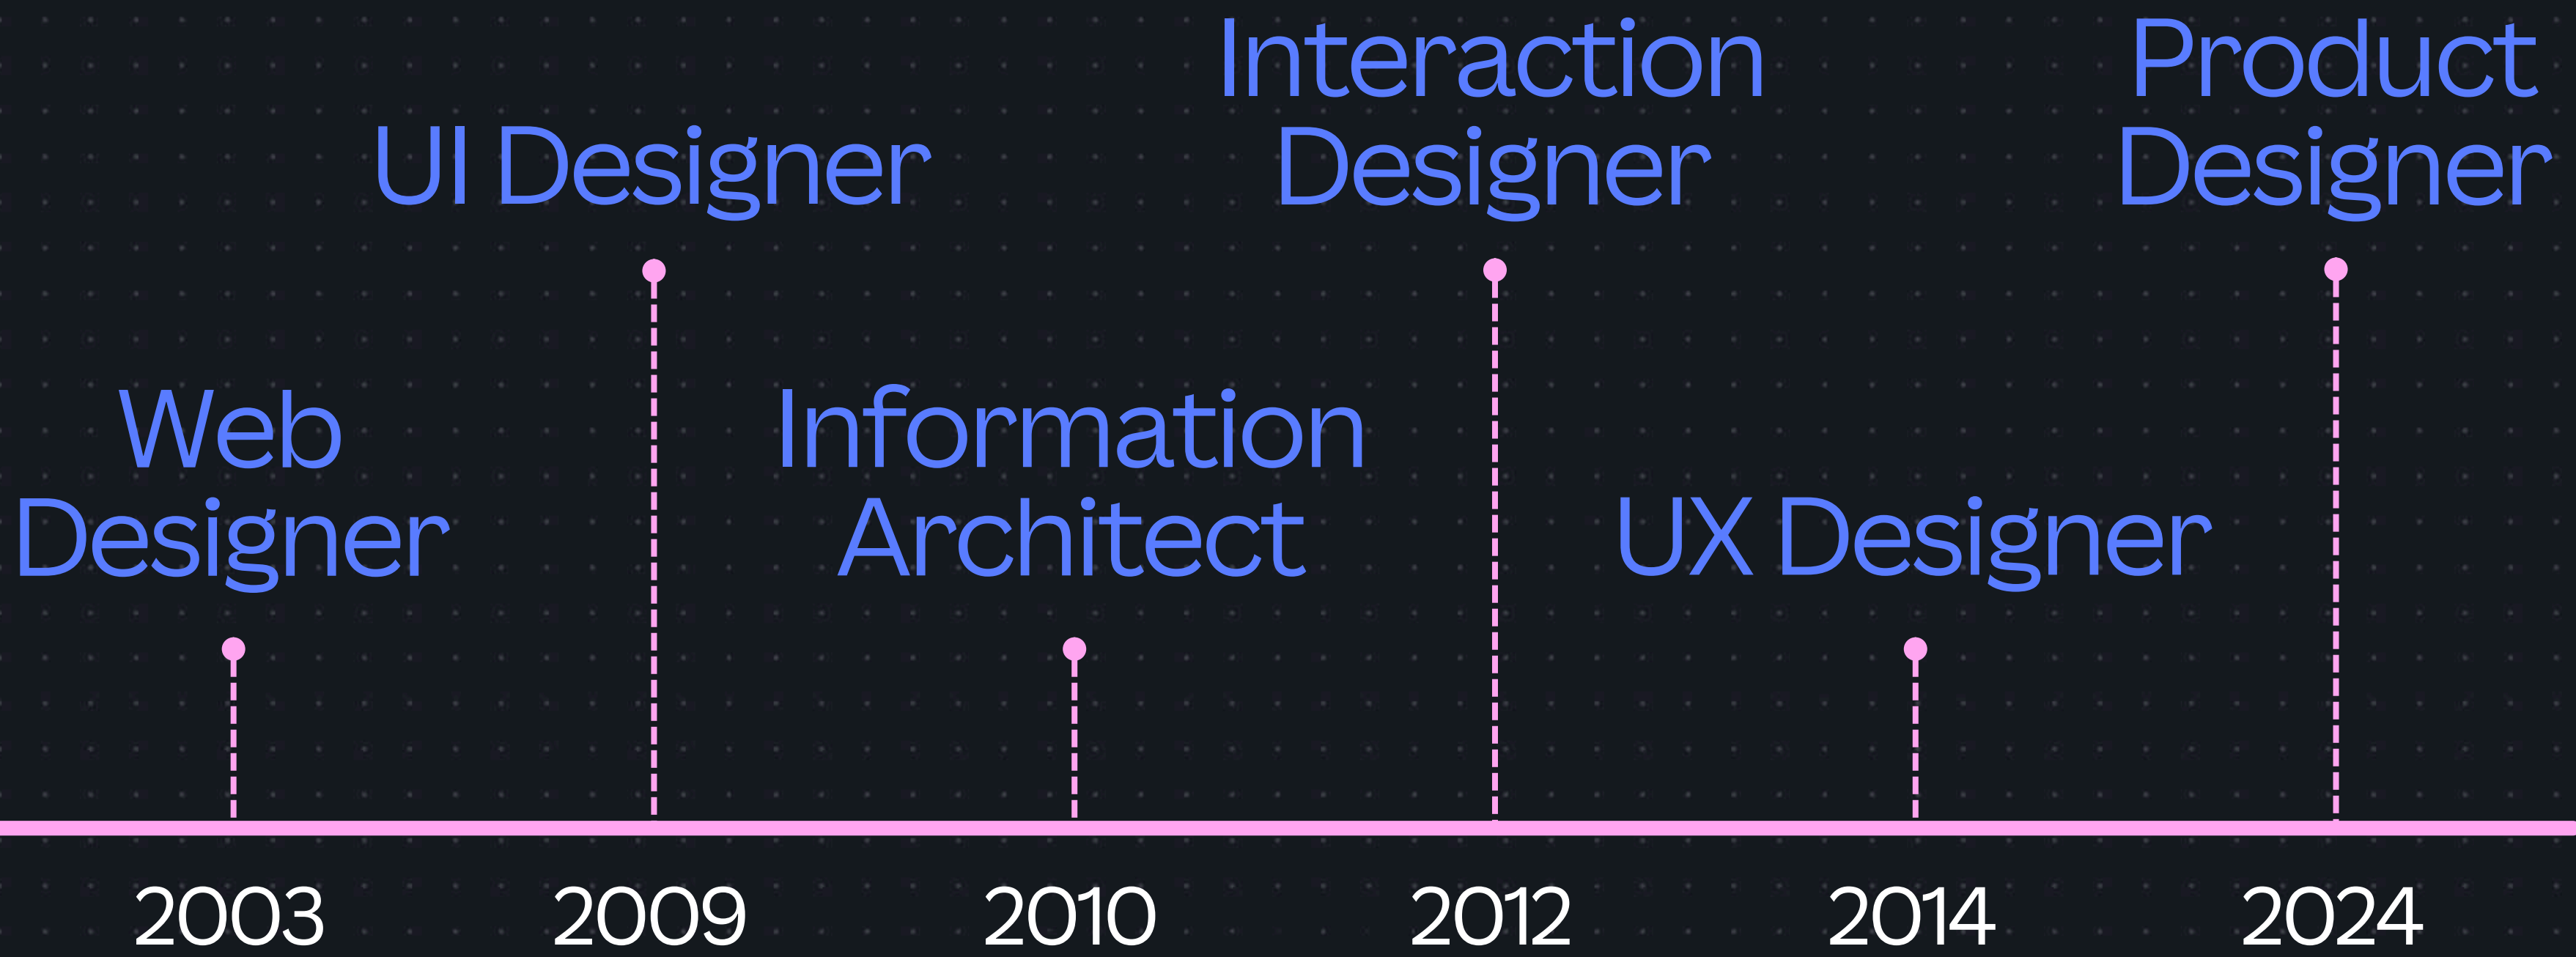 Web
Designer
UI Designer
Information
Architect
Interaction
Designer
UX Designer
Product
Designer
2003
2009
2010
2012
2014
2024